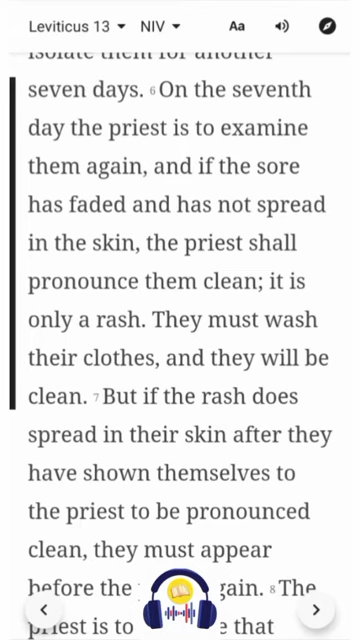 Leviticus 13 NIV Aa
isolate them for another
seven days. 6 On the seventh
day the priest is to examine
them again, and if the sore
has faded and has not spread
in the skin, the priest shall
pronounce them clean; it is
only a rash. They must wash
their clothes, and they will be
clean. 7 But if the rash does
spread in their skin after they
have shown themselves to
the priest to be pronounced
clean, they must appear
before the gain. 8 The
priest is to e that